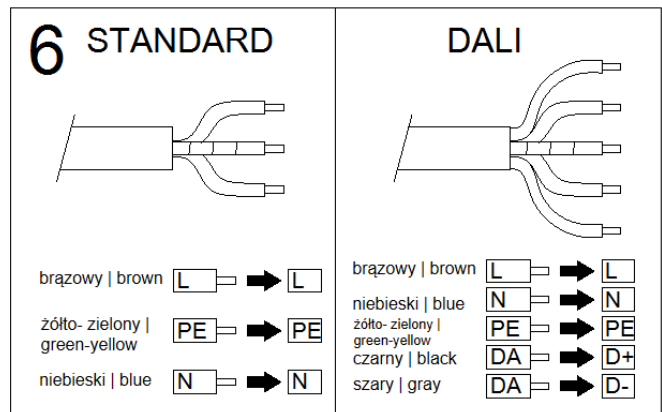 6 STANDARD
brązowy | brown L L
żółto- zielony |
green-yellow PE PE
niebieski | blue N N
DALI
brązowy | brown L L
niebieski | blue N N
żółto- zielony |
green-yellow PE PE
czarny | black DA D+
szary | gray DA D-